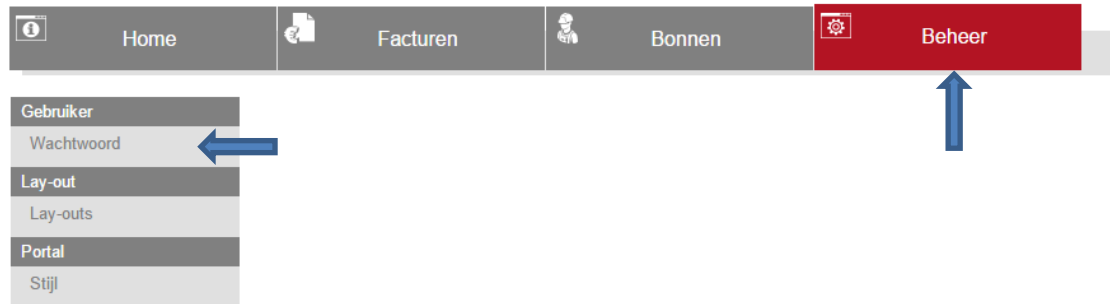 Home Facturen Bonnen Beheer
Gebruiker
Wachtwoord
Lay-out
Lay-outs
Portal
Stijl